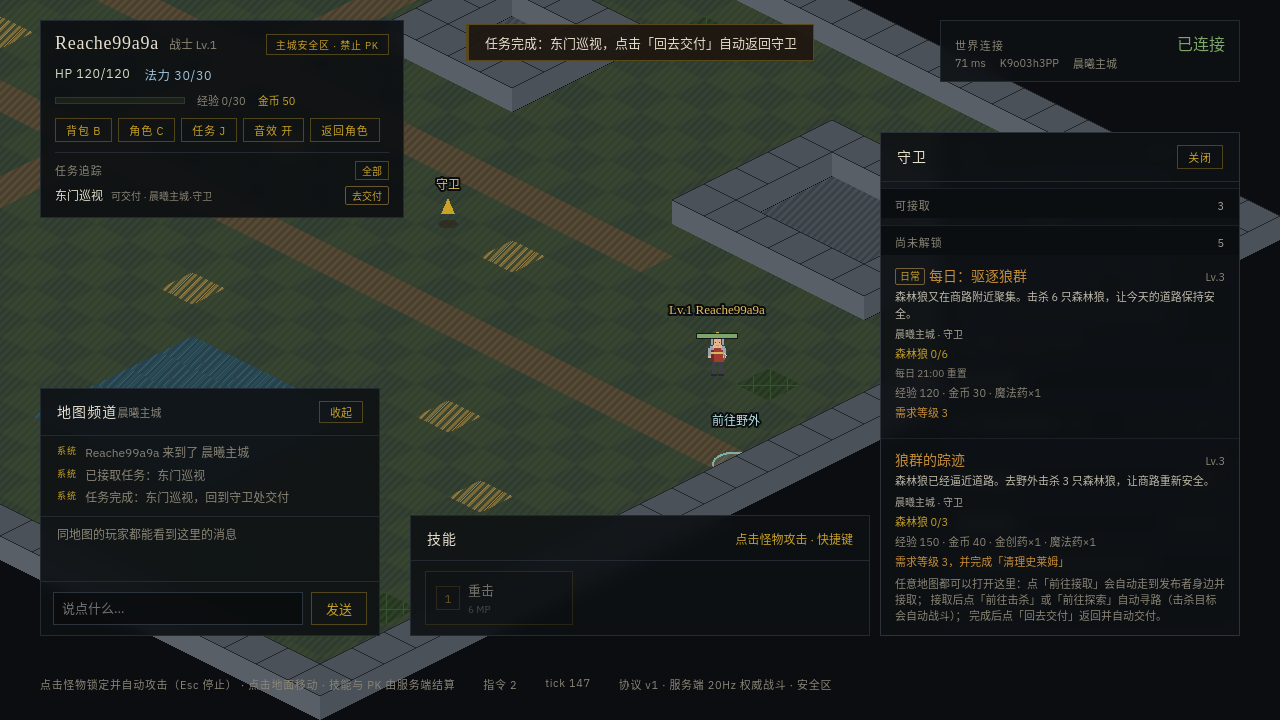 Reache99a9a 战士 Lv.1 主城安全区 · 禁止 PK
HP 120/120 法力 30/30
经验 0/30 金币 50
背包 B 角色 C 任务 J 音效 开 返回角色
任务追踪 全部
东门巡视 可交付 · 晨曦主城·守卫 去交付
任务完成：东门巡视，点击「回去交付」自动返回守卫
世界连接 已连接
71 ms K9o03h3PP 晨曦主城
守卫
Lv.1 Reache99a9a
前往野外
守卫 关闭
可接取 3
尚未解锁 5
日常 每日：驱逐狼群 Lv.3
森林狼又在商路附近聚集。击杀 6 只森林狼，让今天的道路保持安
全。
晨曦主城 · 守卫
森林狼 0/6
每日 21:00 重置
经验 120 · 金币 30 · 魔法药×1
需求等级 3
狼群的踪迹 Lv.3
狼群已经逼近道路。去野外击杀 3 只森林狼，让商路重新安全。
晨曦主城 · 守卫
森林狼 0/3
经验 150 · 金币 40 · 金创药×1 · 魔法药×1
需求等级 3，并完成「清理史莱姆」
任意地图都可以打开这里：点「前往接取」会自动走到发布者身边并
接取； 接取后点「前往击杀」或「前往探索」自动寻路（击杀目标
会自动战斗）； 完成后点「回去交付」返回并自动交付。
地图频道 晨曦主城 收起
系统 Reache99a9a 来到了 晨曦主城
系统 已接取任务：东门巡视
系统 任务完成：东门巡视，回到守卫处交付
同地图的玩家都能看到这里的消息
说点什么... 发送
技能 点击怪物攻击 · 快捷键
1 重击
6 MP
点击怪物锁定并自动攻击（Esc 停止） · 点击地面移动 · 技能与 PK 由服务端结算 指令 2 tick 147 协议 v1 · 服务端 20Hz 权威战斗 · 安全区